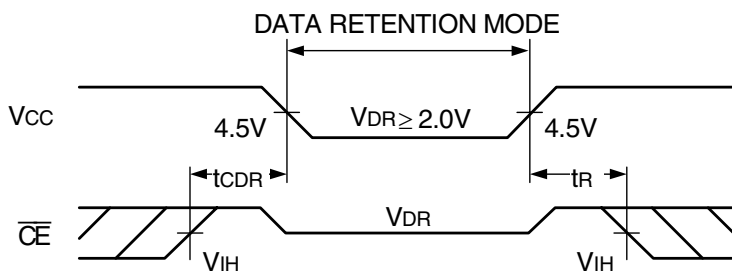 DATA RETENTION MODE
VCC
4.5V
VDR ≥ 2.0V
4.5V
tCDR
tR
CE
VDR
VIH
VIH